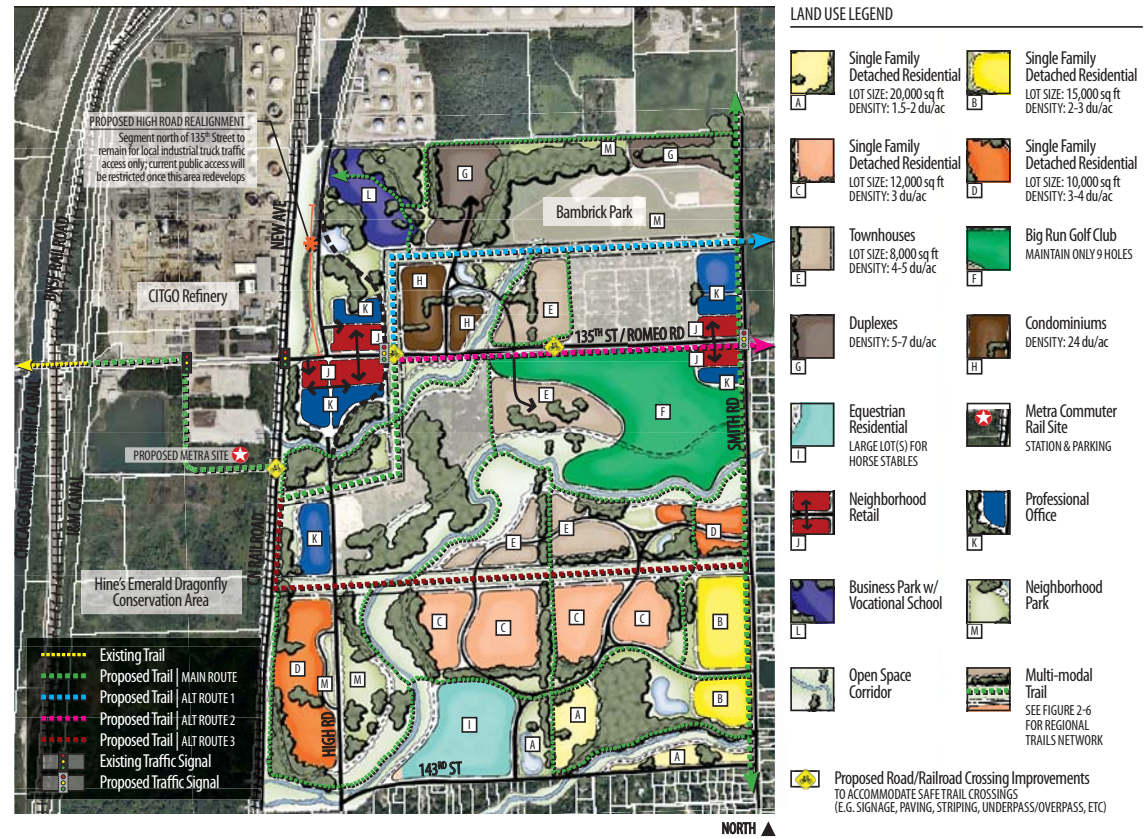 PROPOSED HIGH ROAD REALIGNMENT
Segment north of 135th Street to
remain for local industrial truck traffic
access only; current public access will
be restricted once this area redevelops
BNSF RAILROAD
NEW AVE
CITGO Refinery
L
G
M
G
Bambrick Park
M
K
J
H
H
E
K
J
135TH ST / ROMEO RD
J
K
J
K
E
F
SMITH RD
PROPOSED METRA SITE
CHICAGO SANITARY & SHIP CANAL
I&M CANAL
CN RAILROAD
K
E
E
D
Hine's Emerald Dragonfly
Conservation Area
C
C
C
C
B
D
M
M
HIGH RD
I
A
A
B
A
143RD ST
Existing Trail
Proposed Trail | MAIN ROUTE
Proposed Trail | ALT ROUTE 1
Proposed Trail | ALT ROUTE 2
Proposed Trail | ALT ROUTE 3
Existing Traffic Signal
Proposed Traffic Signal
NORTH
LAND USE LEGEND
A
Single Family
Detached Residential
LOT SIZE: 20,000 sq ft
DENSITY: 1.5-2 du/ac
B
Single Family
Detached Residential
LOT SIZE: 15,000 sq ft
DENSITY: 2-3 du/ac
C
Single Family
Detached Residential
LOT SIZE: 12,000 sq ft
DENSITY: 3 du/ac
D
Single Family
Detached Residential
LOT SIZE: 10,000 sq ft
DENSITY: 3-4 du/ac
E
Townhouses
LOT SIZE: 8,000 sq ft
DENSITY: 4-5 du/ac
F
Big Run Golf Club
MAINTAIN ONLY 9 HOLES
G
Duplexes
DENSITY: 5-7 du/ac
H
Condominiums
DENSITY: 24 du/ac
I
Equestrian
Residential
LARGE LOT(S) FOR
HORSE STABLES
Metra Commuter
Rail Site
STATION & PARKING
J
Neighborhood
Retail
K
Professional
Office
L
Business Park w/
Vocational School
M
Neighborhood
Park
Open Space
Corridor
Multi-modal
Trail
SEE FIGURE 2-6
FOR REGIONAL
TRAILS NETWORK
Proposed Road/Railroad Crossing Improvements
TO ACCOMMODATE SAFE TRAIL CROSSINGS
(E.G. SIGNAGE, PAVING, STRIPING, UNDERPASS/OVERPASS, ETC)